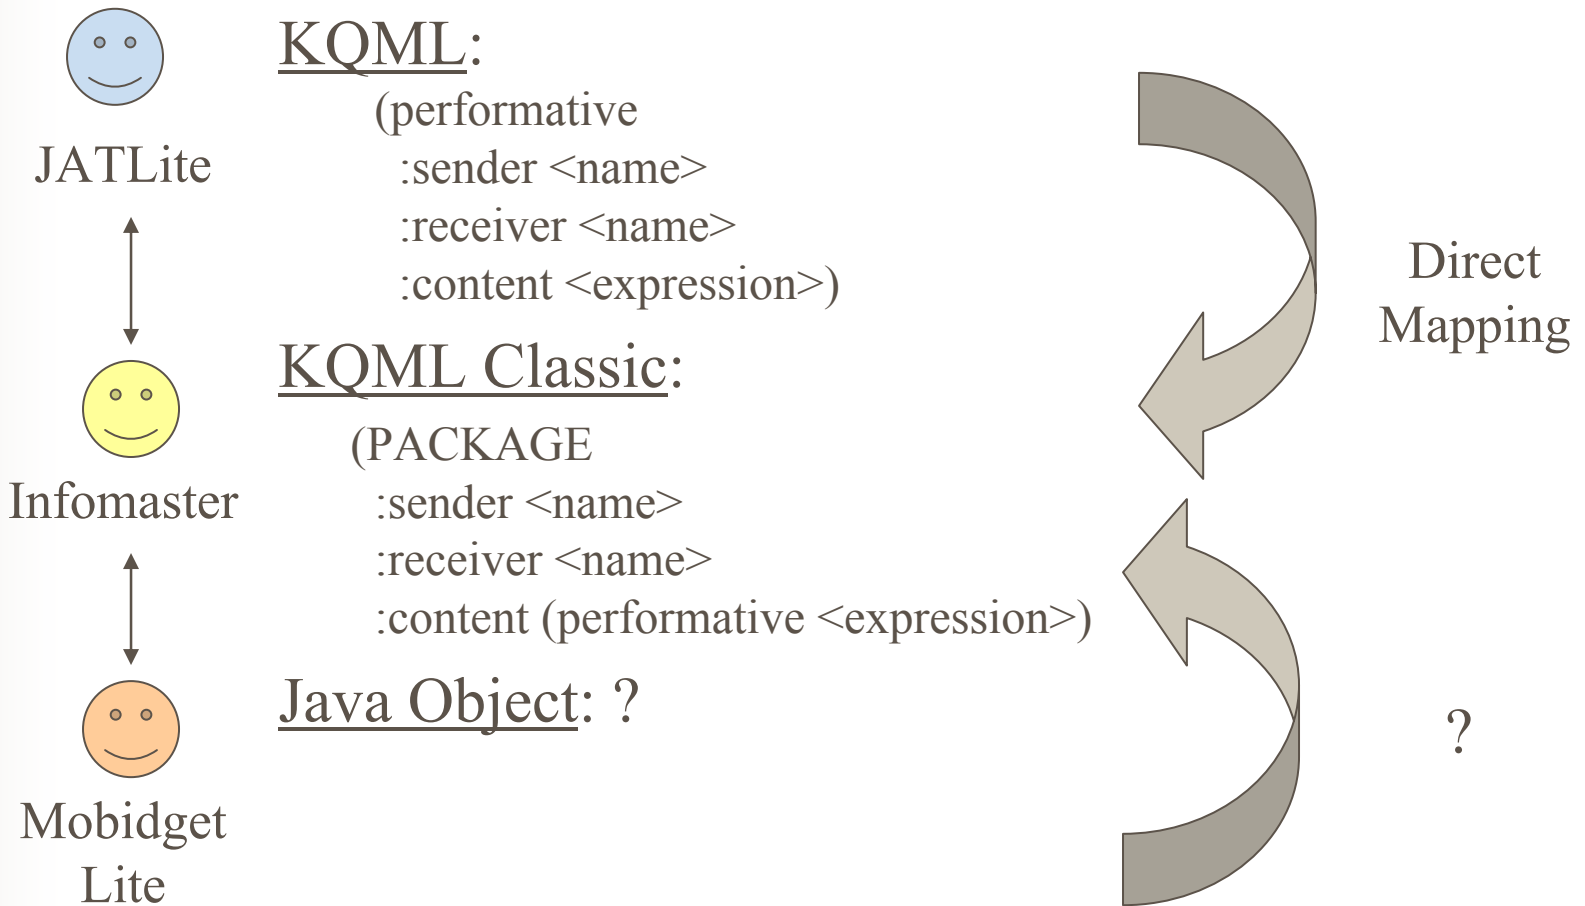 KQML:
(performative
:sender <name>
:receiver <name>
:content <expression>)
JATLite
Direct
Mapping
KQML Classic:
(PACKAGE
:sender <name>
:receiver <name>
:content (performative <expression>)
Infomaster
Java Object: ?
?
Mobidget
Lite